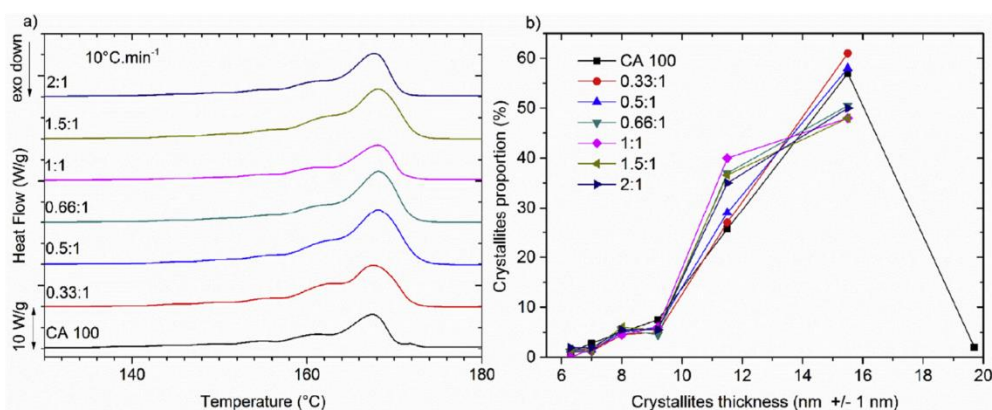 a)
10°C.min⁻¹
exo down
2:1
1.5:1
1:1
0.66:1
0.5:1
0.33:1
CA 100
Heat Flow (W/g)
10 W/g
140 160 180
Temperature (°C)
b)
CA 100
0.33:1
0.5:1
0.66:1
1:1
1.5:1
2:1
Crystallites proportion (%)
60
50
40
30
20
10
0
6 8 10 12 14 16 18 20
Crystallites thickness (nm +/- 1 nm)